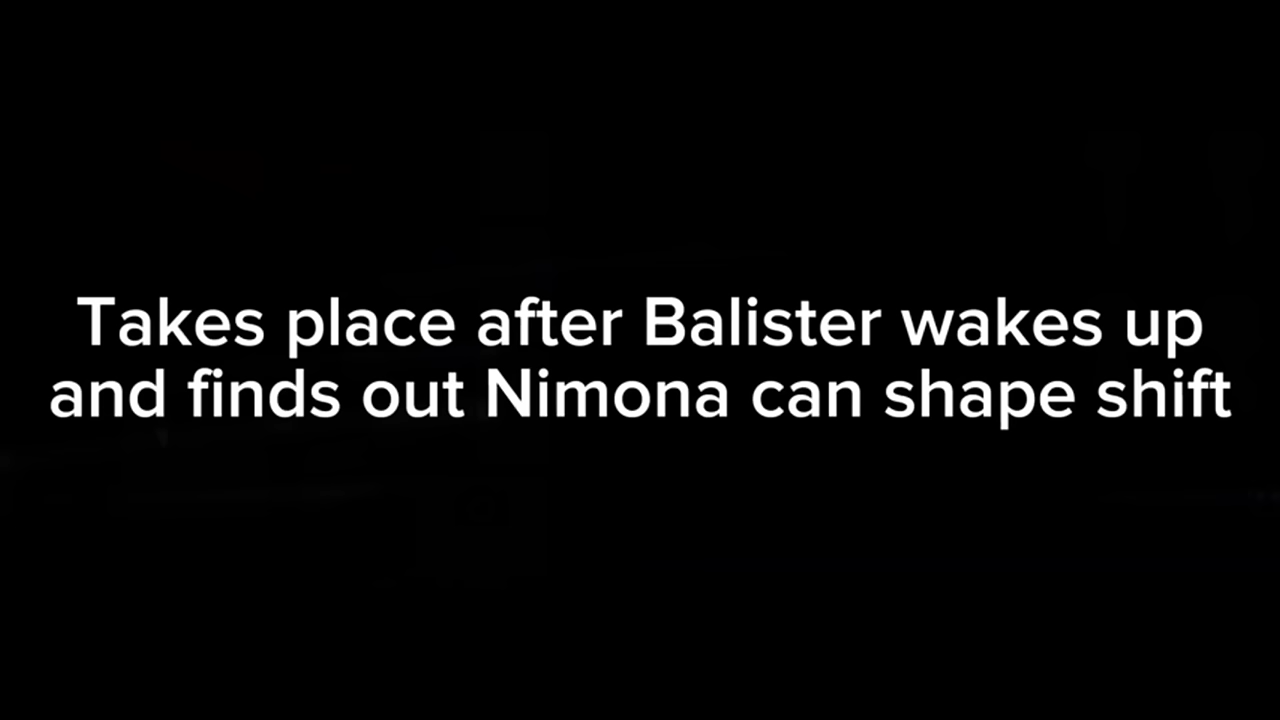 Takes place after Balister wakes up
and finds out Nimona can shape shift